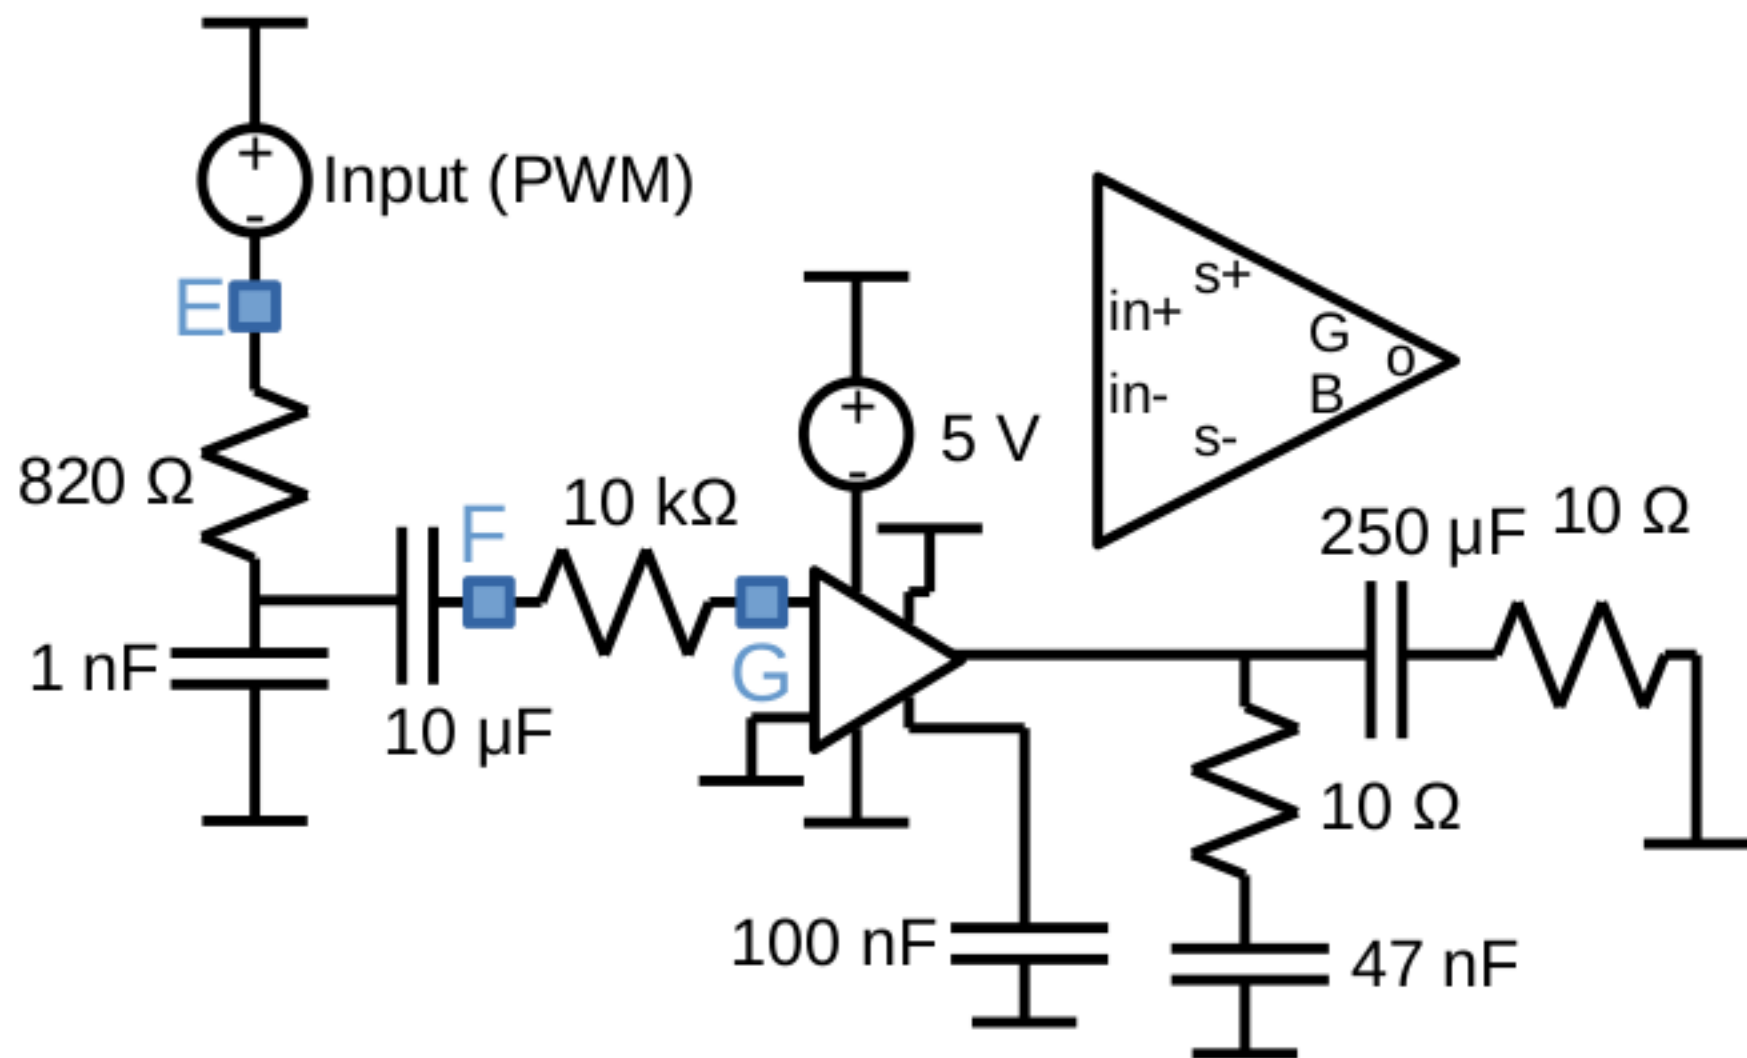 +
Input (PWM)
-
E
820 Ω
1 nF
10 µF
F
10 kΩ
G
+
5 V
-
s+
in+
G
o
in-
B
s-
250 µF
10 Ω
10 Ω
100 nF
47 nF